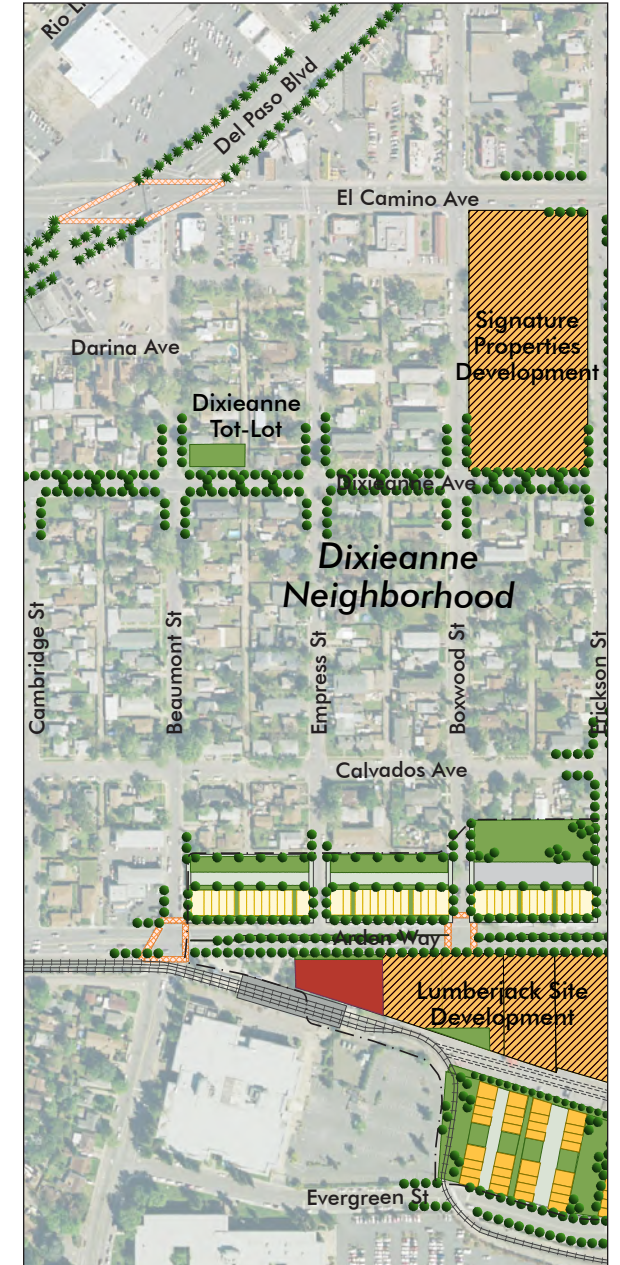 Rio Li
Del Paso Blvd
El Camino Ave
Signature
Properties
Development
Darina Ave
Dixieanne
Tot-Lot
Dixieanne Ave
Dixieanne
Neighborhood
Cambridge St
Beaumont St
Empress St
Boxwood St
Erickson St
Calvados Ave
Arden Way
Lumberjack Site
Development
Evergreen St